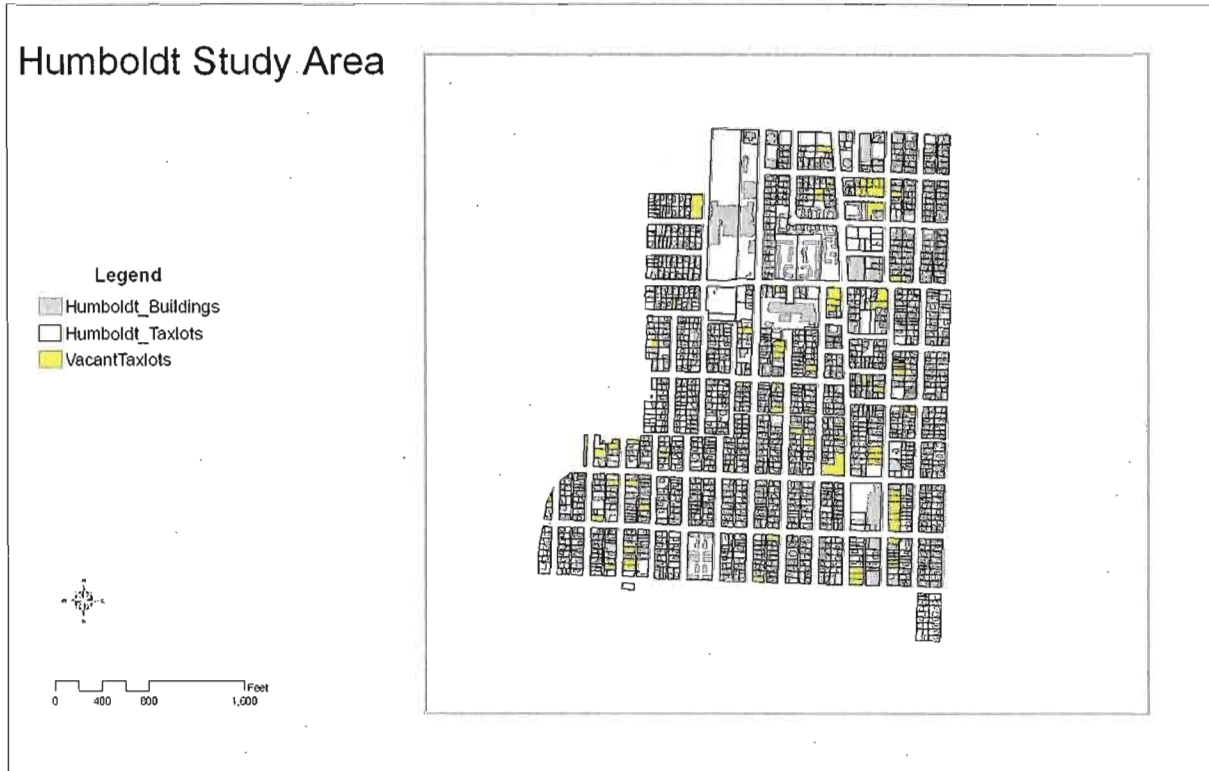 Humboldt Study Area
Legend
Humboldt_Buildings
Humboldt_Taxlots
VacantTaxlots
Feet
0 400 800 1,600